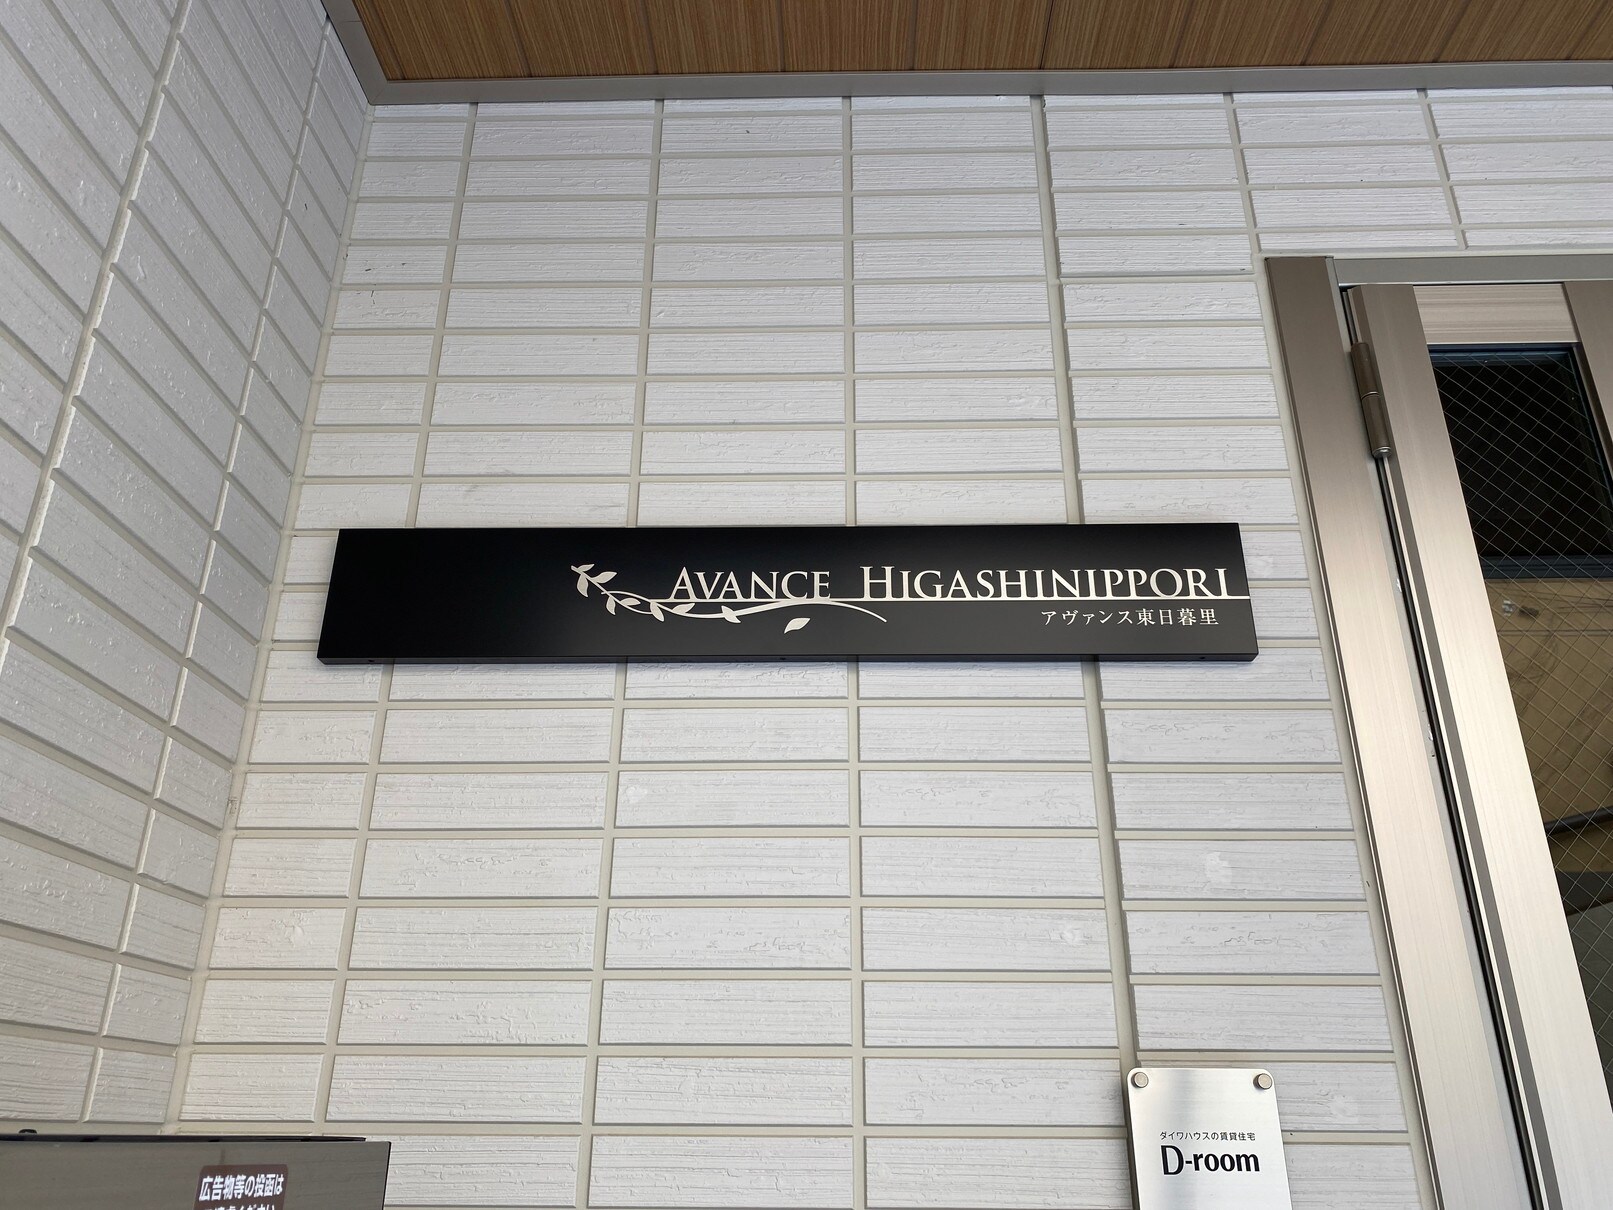 AVANCE HIGASHINIPPORI
アヴァンス東日暮里
ダイワハウスの賃貸住宅
D-room
広告物等の投函は